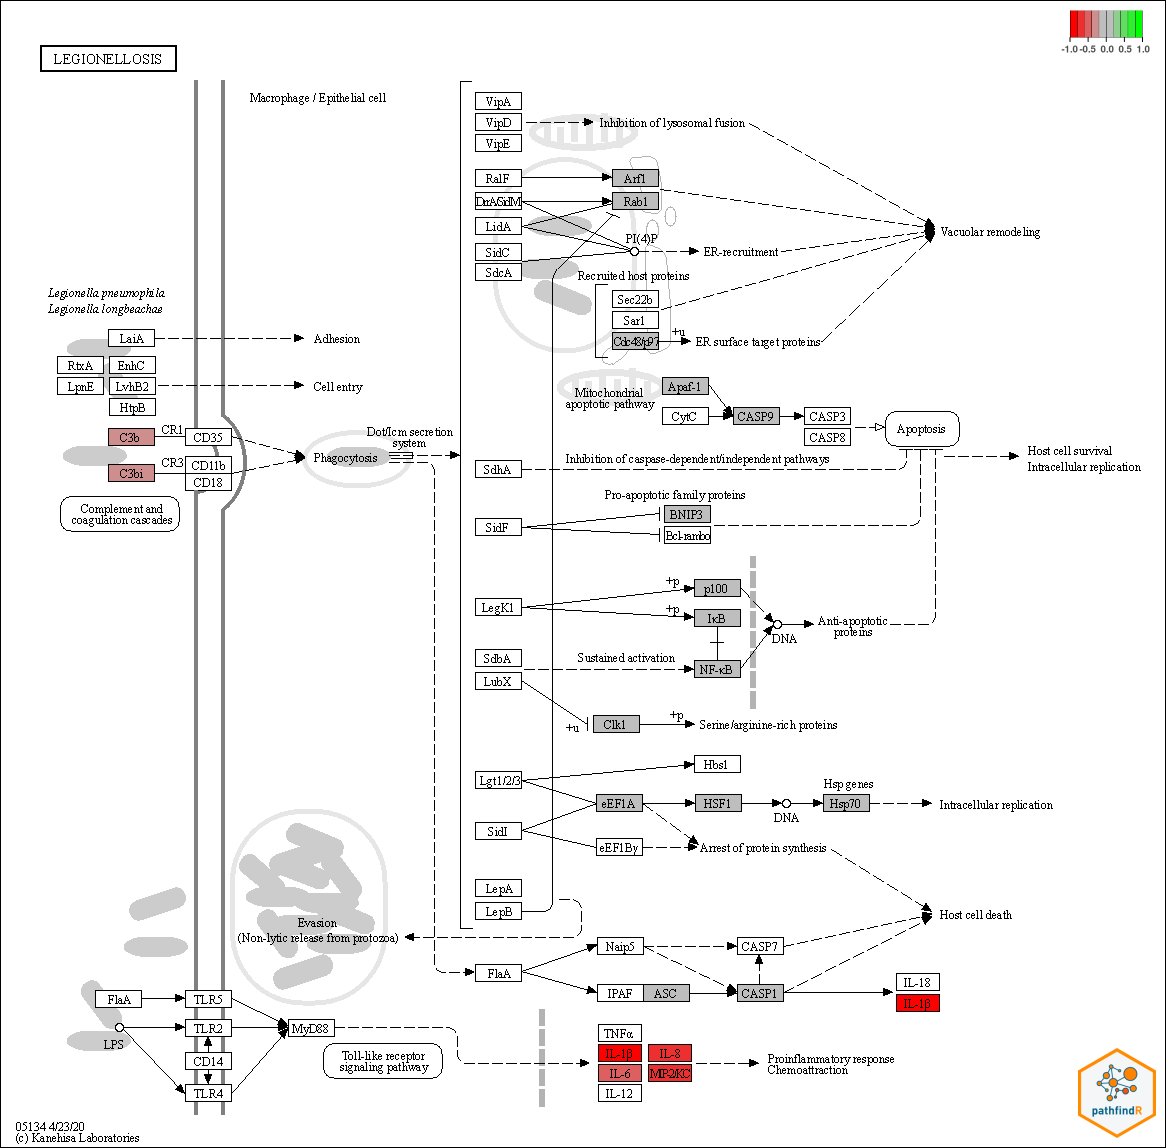 -1.0 -0.5 0.0 0.5 1.0
LEGIONELLOSIS
Macrophage / Epithelial cell
VipA
VipD
Inhibition of lysosomal fusion
VipE
RalF
Arf1
DrrA/SidM
Rab1
LidA
PI(4)P
Vacuolar remodeling
SidC
ER-recruitment
SdcA
Recruited host proteins
Sec22b
Sar1
Cdc48/p97
+u
ER surface target proteins
Legionella pneumophila
Legionella longbeachae
LaiA
Adhesion
RtxA
EnhC
LpnE
LvhB2
Cell entry
HtpB
Mitochondrial
apoptotic pathway
Apaf-1
CytC
CASP9
CASP3
CASP8
Apoptosis
C3b
CR1
CD35
C3bi
CR3
CD11b
CD18
Phagocytosis
Dot/Icm secretion
system
Complement and
coagulation cascades
SdhA
Inhibition of caspase-dependent/independent pathways
Host cell survival
Intracellular replication
Pro-apoptotic family proteins
SidF
BNIP3
Bcl-rambo
LegK1
+p
p100
+p
IκB
DNA
Anti-apoptotic
proteins
SdbA
Sustained activation
NF-κB
LubX
+u
Clk1
+p
Serine/arginine-rich proteins
Lgt1/2/3
Hbs1
Hsp genes
eEF1A
HSF1
DNA
Hsp70
Intracellular replication
SidI
eEF1Bγ
Arrest of protein synthesis
LepA
LepB
Host cell death
Evasion
(Non-lytic release from protozoa)
FlaA
Naip5
CASP7
IPAF
ASC
CASP1
IL-18
IL-1β
FlaA
TLR5
LPS
TLR2
MyD88
CD14
TLR4
Toll-like receptor
signaling pathway
TNFα
IL-1β
IL-8
IL-6
MIP2/KC
IL-12
Proinflammatory response
Chemoattraction
05134 4/23/20
(c) Kanehisa Laboratories
pathfindR